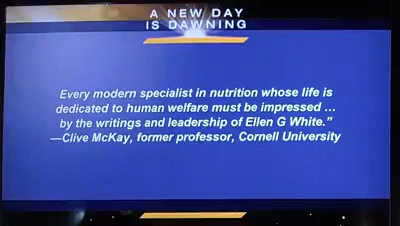 A NEW DAY
IS DAWNING
Every modern specialist in nutrition whose life is
dedicated to human welfare must be impressed ...
by the writings and leadership of Ellen G White.”
—Clive McKay, former professor, Cornell University